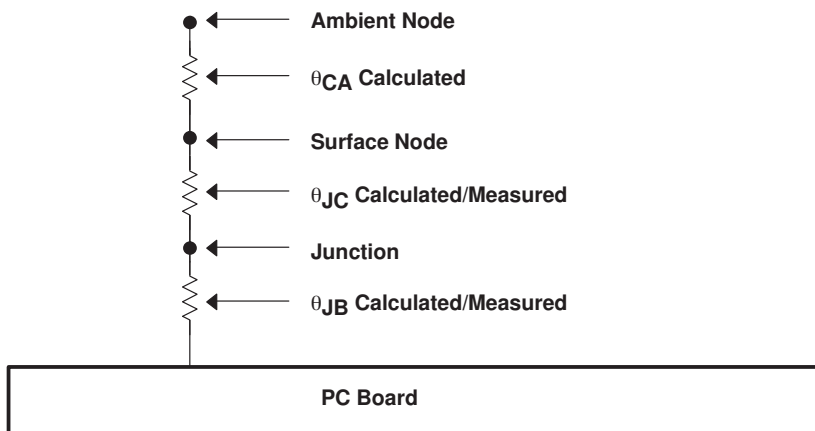 Ambient Node
θCA Calculated
Surface Node
θJC Calculated/Measured
Junction
θJB Calculated/Measured
PC Board